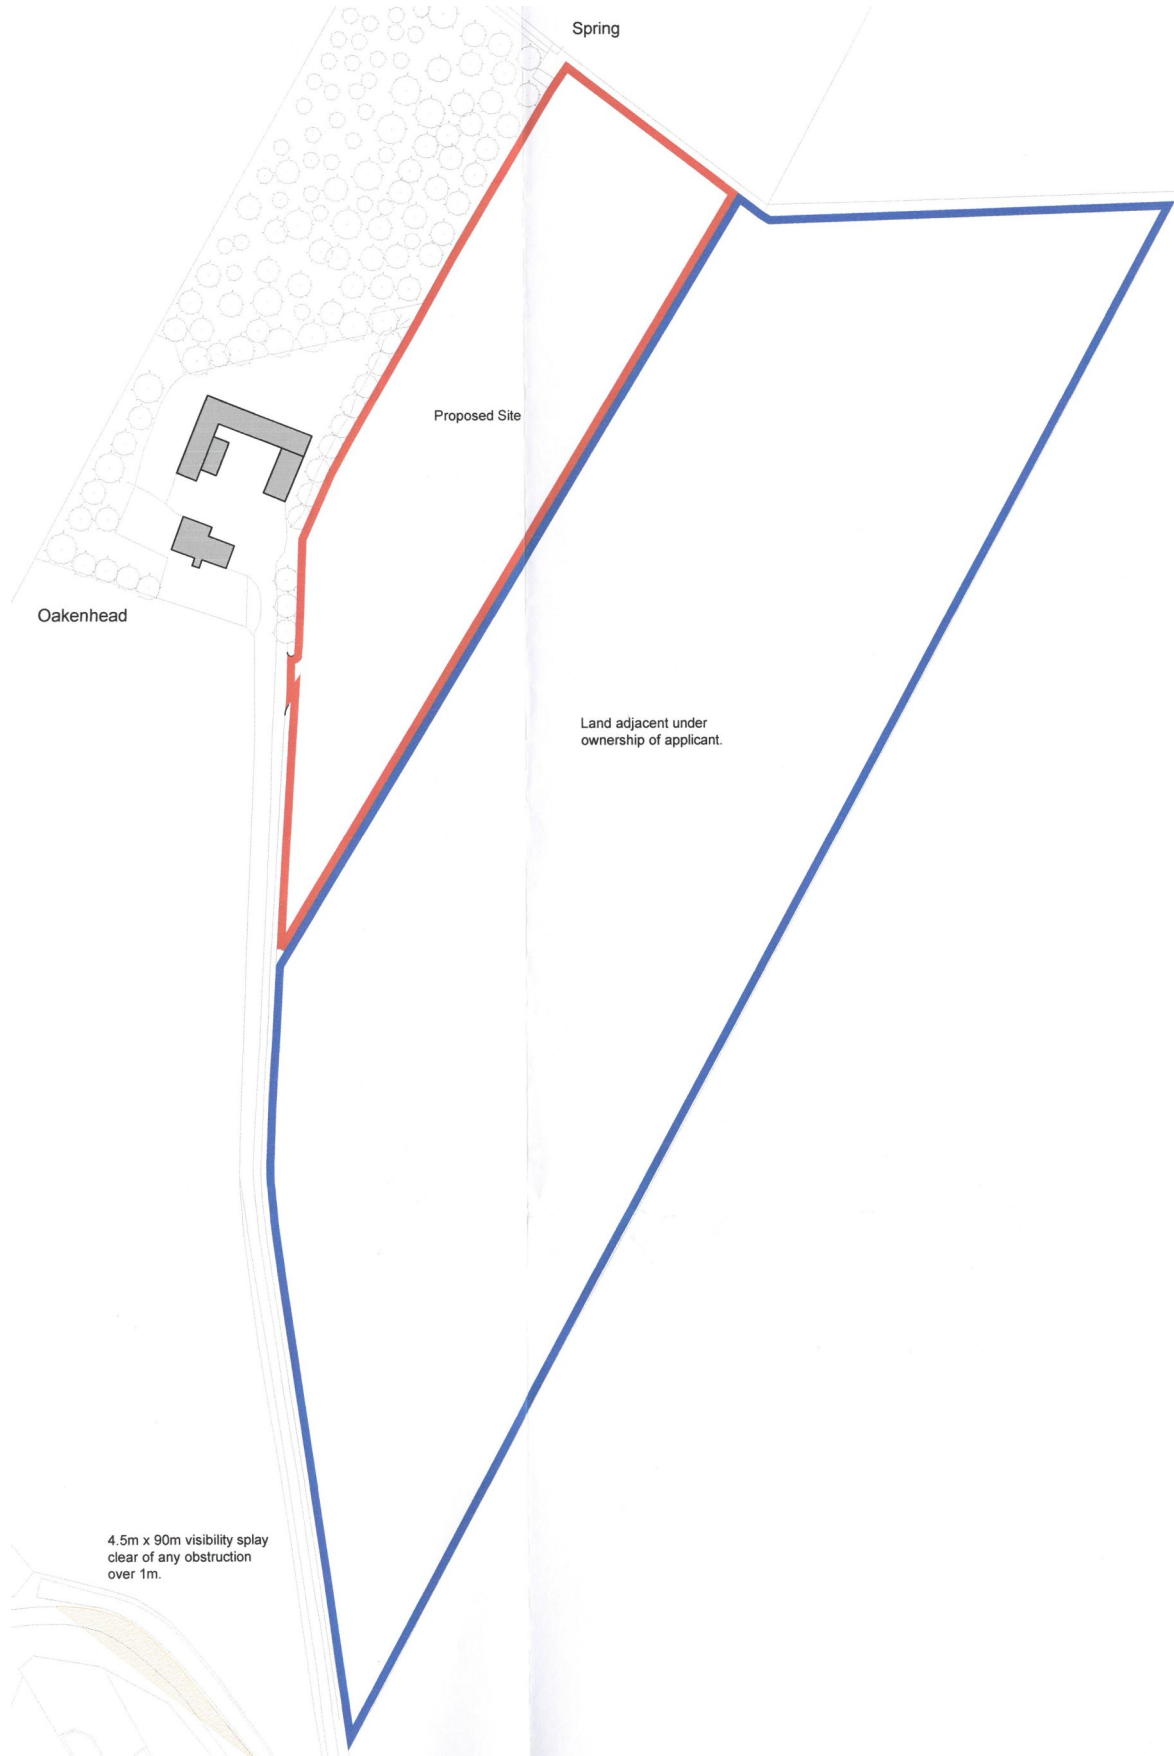 Spring
Proposed Site
Oakenhead
Land adjacent under
ownership of applicant.
4.5m x 90m visibility splay
clear of any obstruction
over 1m.